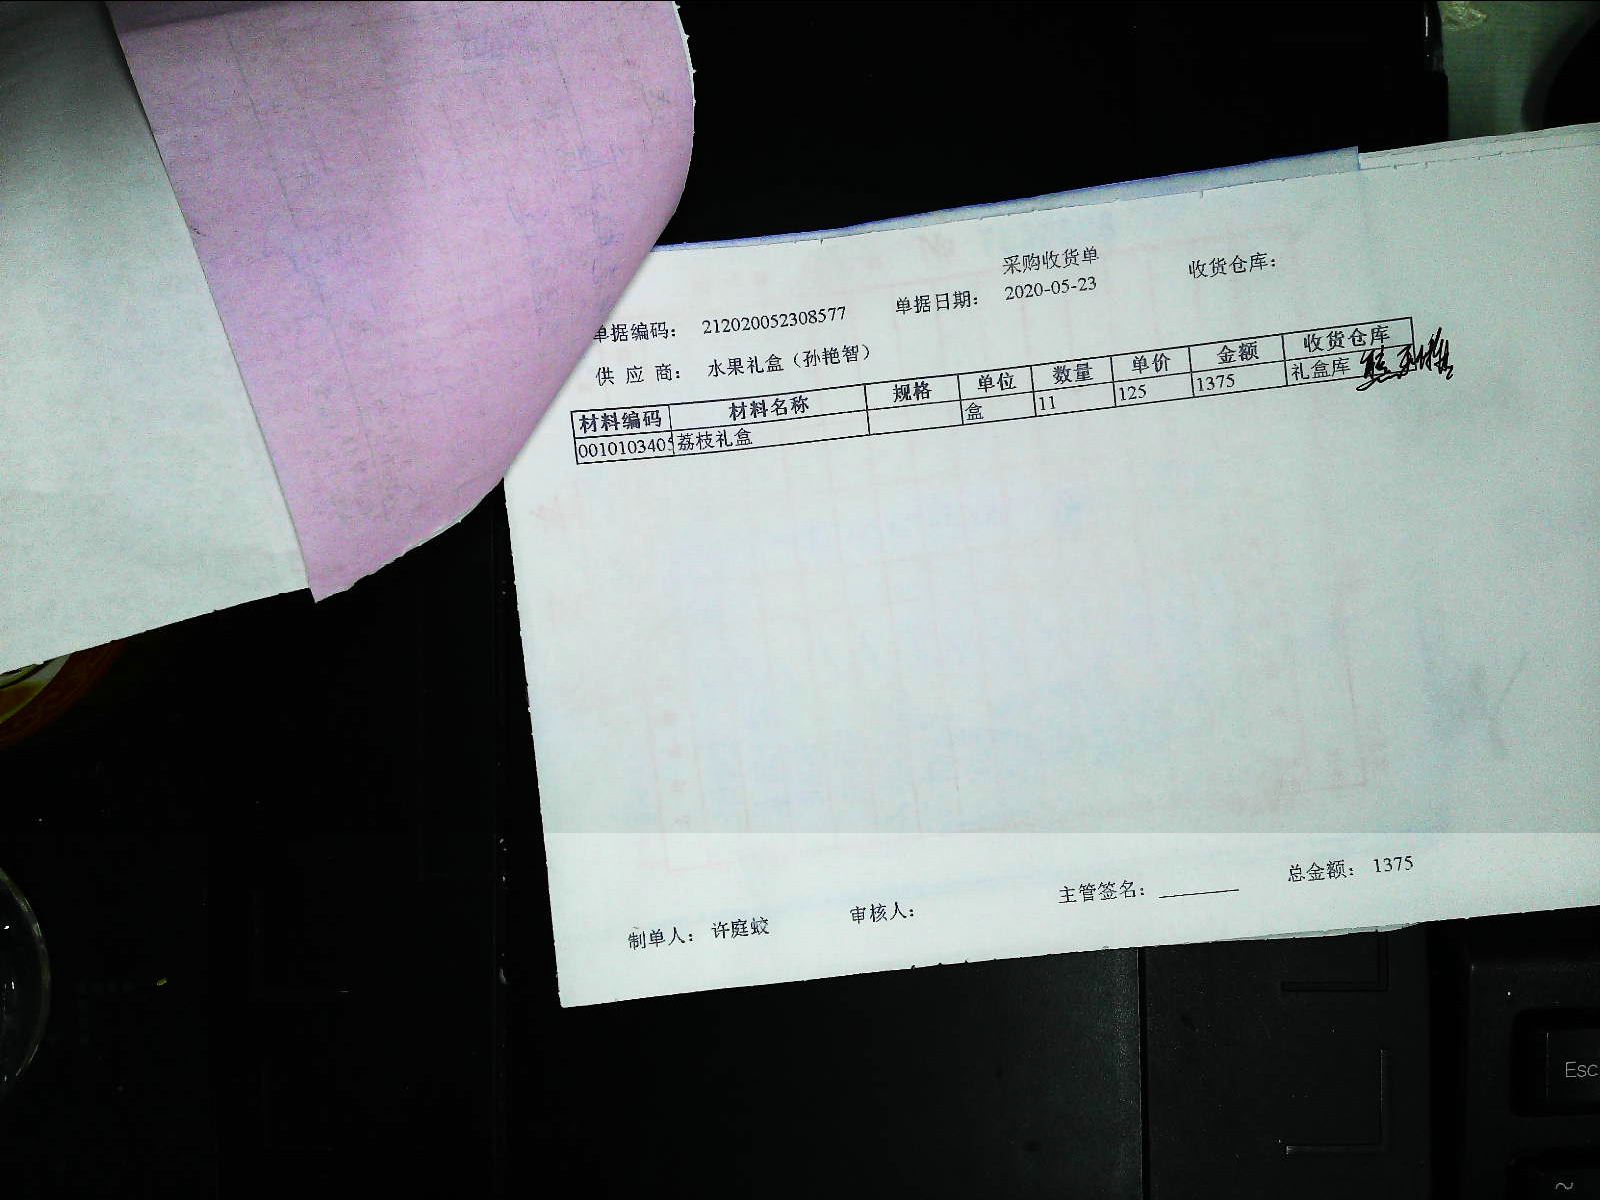 采购收货单
单据编码： 212020052308577 单据日期： 2020-05-23 收货仓库：
供 应 商： 水果礼盒（孙艳智）
材料编码 材料名称 规格 单位 数量 单价 金额 收货仓库
0010103405 荔枝礼盒 盒 11 125 1375 礼盒库
制单人： 许庭蛟 审核人： 主管签名： 总金额： 1375
Esc
~